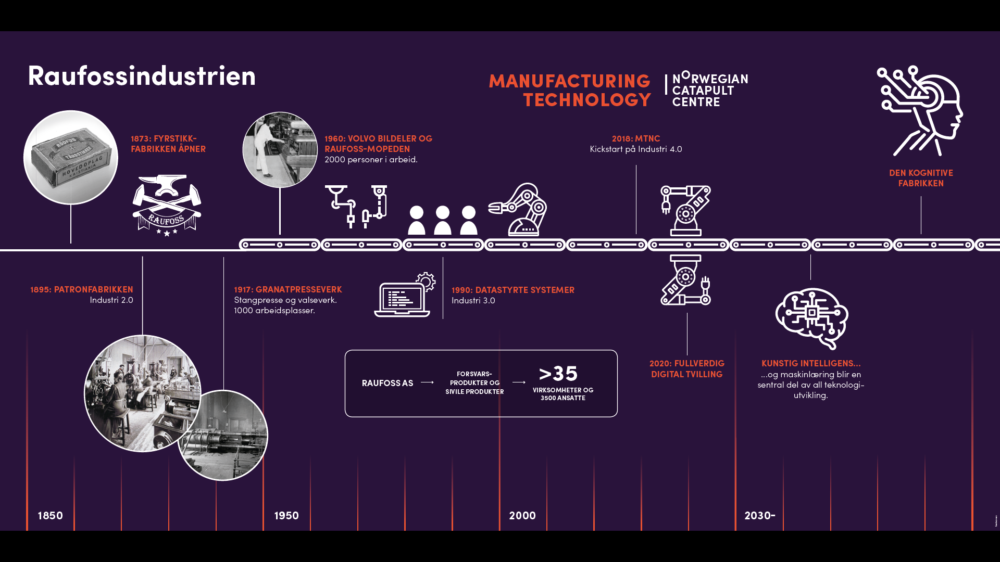 Raufossindustrien
MANUFACTURING
TECHNOLOGY
NORWEGIAN
CATAPULT
CENTRE
RÖDFOS
TÄNDSTIKKER
HOVEDOPLAG
KRISTIANIA
1873: FYRSTIKK-
FABRIKKEN ÅPNER
RAUFOSS
1960: VOLVO BILDELER OG
RAUFOSS-MOPEDEN
2000 personer i arbeid.
2018: MTNC
Kickstart på Industri 4.0
DEN KOGNITIVE
FABRIKKEN
1895: PATRONFABRIKKEN
Industri 2.0
1917: GRANATPRESSEVERK
Stangpresse og valseverk.
1000 arbeidsplasser.
1990: DATASTYRTE SYSTEMER
Industri 3.0
RAUFOSS AS
FORSVARS-
PRODUKTER OG
SIVILE PRODUKTER
>35
VIRKSOMHETER OG
3500 ANSATTE
2020: FULLVERDIG
DIGITAL TVILLING
KUNSTIG INTELLIGENS...
...og maskinlæring blir en
sentral del av all teknologi-
utvikling.
1850
1950
2000
2030-